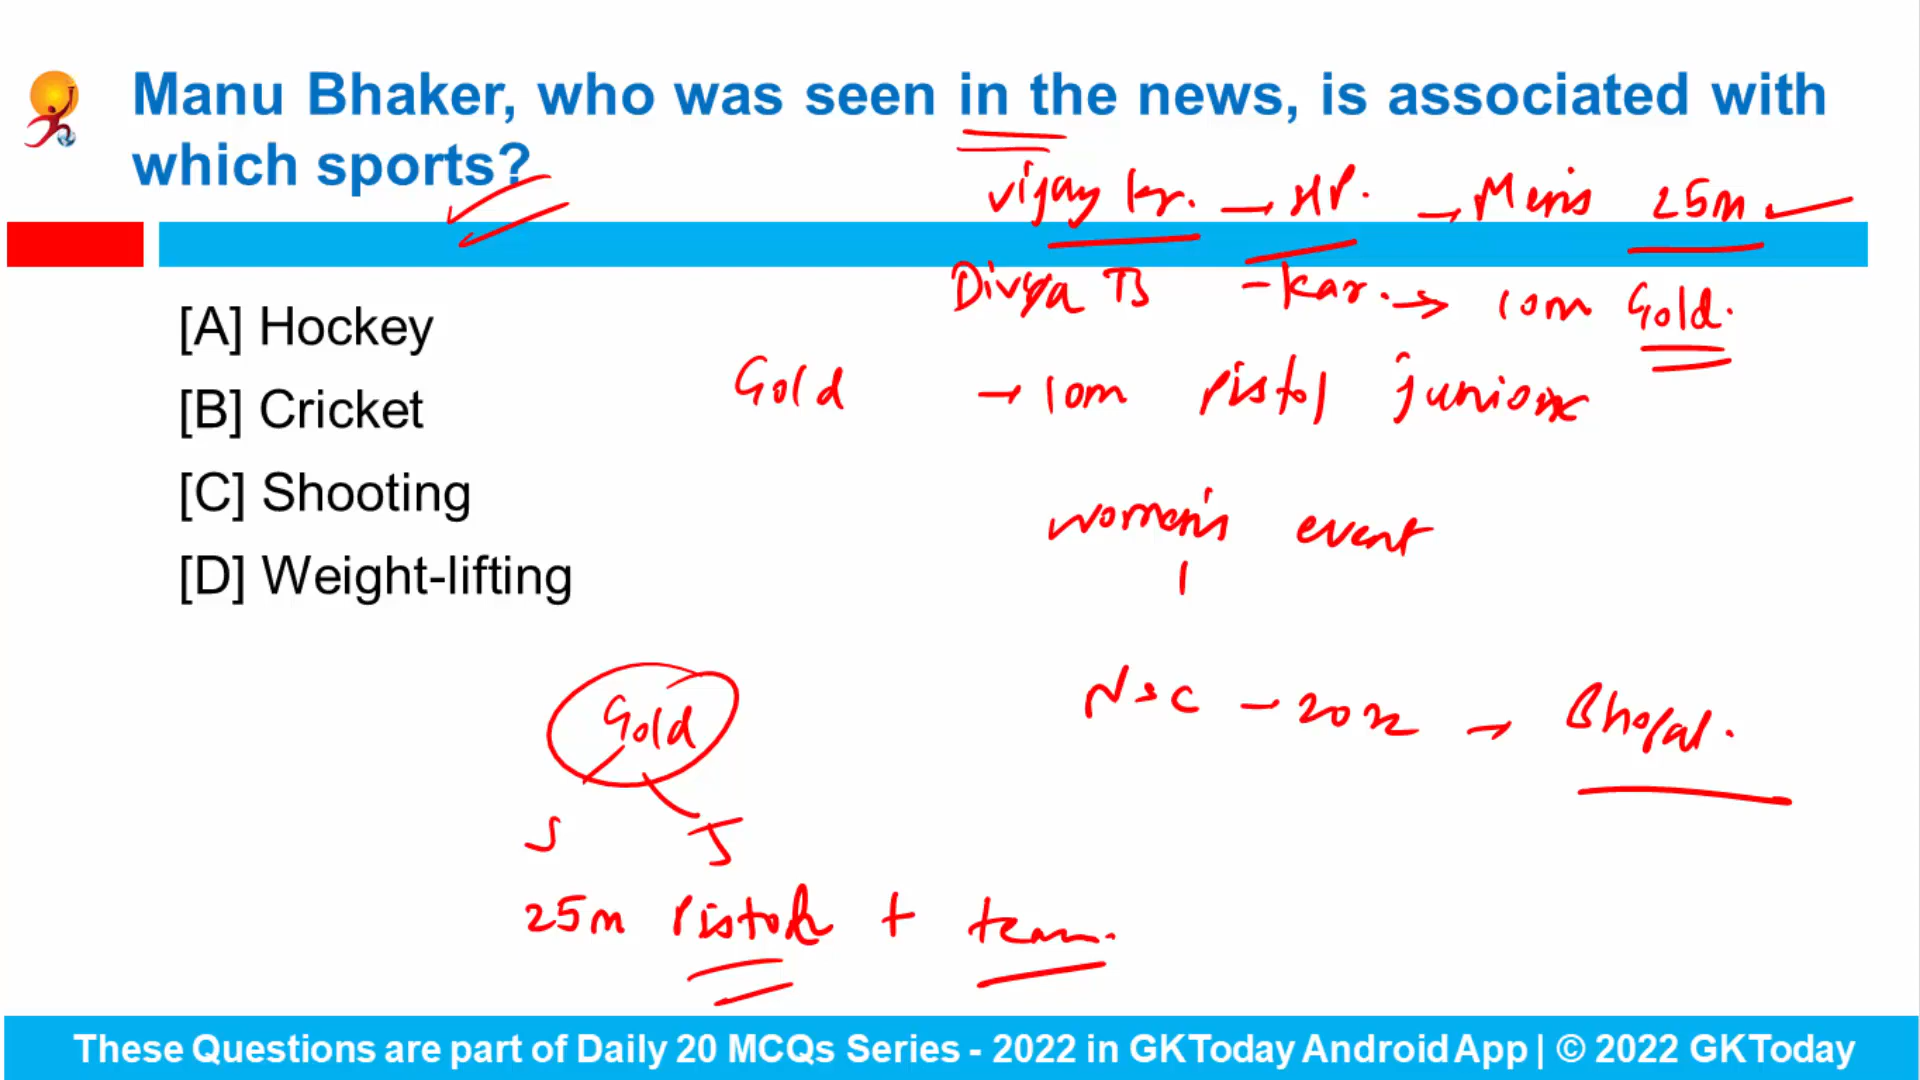 Manu Bhaker, who was seen in the news, is associated with
which sports?
Vijay Kr. → HP. → Men's 25m
Divya TS - Kar. → 10m Gold.
[A] Hockey
Gold → 10m Pistol junior
[B] Cricket
[C] Shooting
women's event
[D] Weight-lifting
Gold
NSC - 2022 → Bhopal.
S J
25m Pistol + team.
These Questions are part of Daily 20 MCQs Series - 2022 in GKToday Android App | © 2022 GKToday